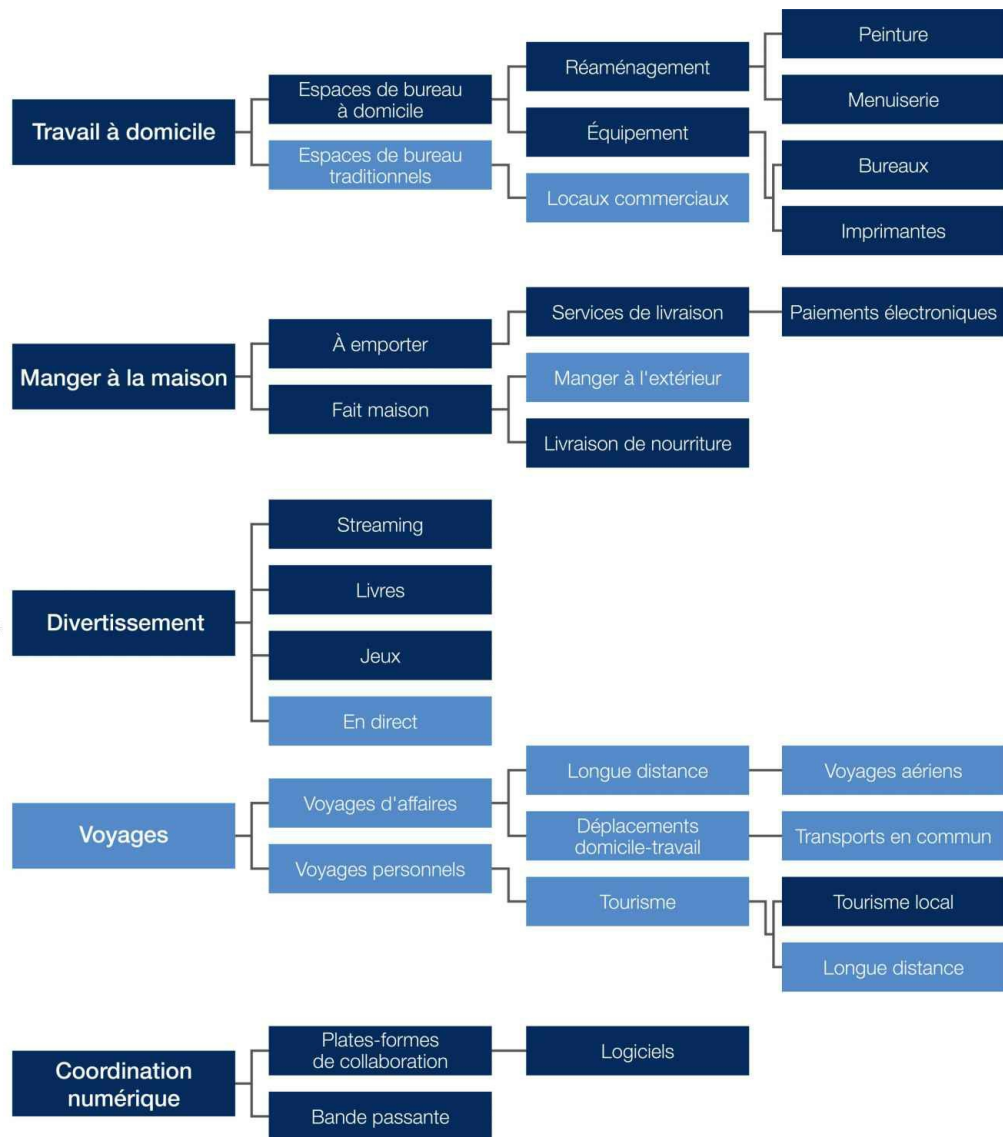 Travail à domicile
Espaces de bureau
à domicile
Réaménagement
Peinture
Menuiserie
Équipement
Bureaux
Imprimantes
Espaces de bureau
traditionnels
Locaux commerciaux
Manger à la maison
À emporter
Services de livraison
Paiements électroniques
Fait maison
Manger à l'extérieur
Livraison de nourriture
Divertissement
Streaming
Livres
Jeux
En direct
Voyages
Voyages d'affaires
Longue distance
Voyages aériens
Déplacements
domicile-travail
Transports en commun
Voyages personnels
Tourisme
Tourisme local
Longue distance
Coordination
numérique
Plates-formes
de collaboration
Logiciels
Bande passante